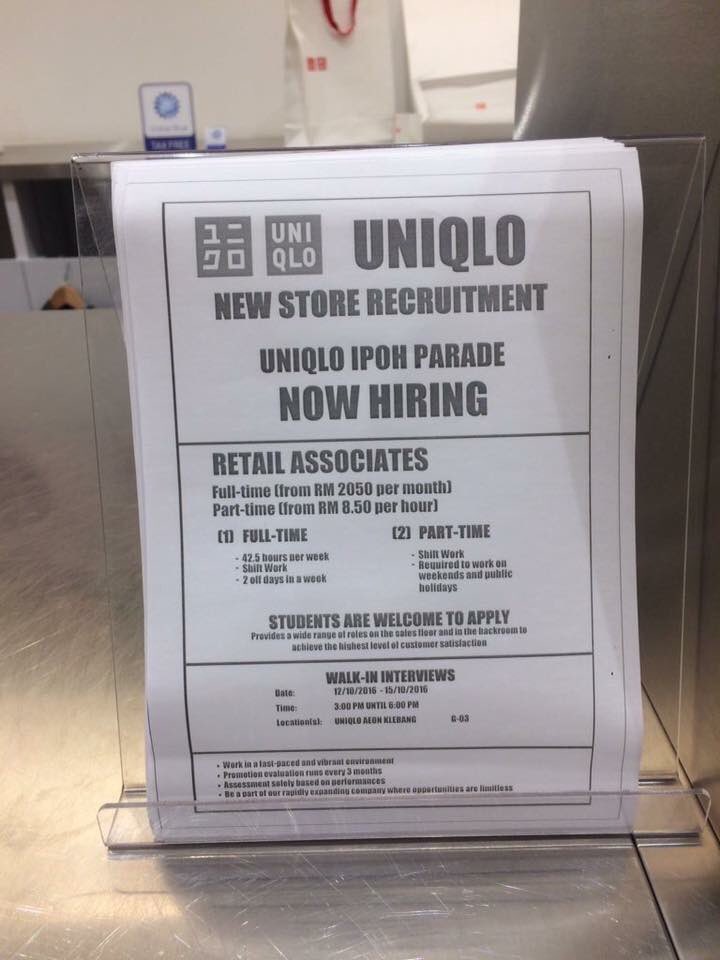 TAX FREE
ユニ
クロ
UNI
QLO
UNIQLO
NEW STORE RECRUITMENT
UNIQLO IPOH PARADE
NOW HIRING
RETAIL ASSOCIATES
Full-time (from RM 2050 per month)
Part-time (from RM 8.50 per hour)
(1) FULL-TIME
- 42.5 hours per week
- Shift Work
- 2 off days in a week
(2) PART-TIME
- Shift Work
- Required to work on
weekends and public
holidays
STUDENTS ARE WELCOME TO APPLY
Provides a wide range of roles on the sales floor and in the backroom to
achieve the highest level of customer satisfaction
WALK-IN INTERVIEWS
Date: 12/10/2016 - 15/10/2016
Time: 3:00 PM UNTIL 6:00 PM
Location(s): UNIQLO AEON KLEBANG G-03
• Work in a fast-paced and vibrant environment
• Promotion evaluation runs every 3 months
• Assessment solely based on performances
• Be a part of our rapidly expanding company where opportunities are limitless